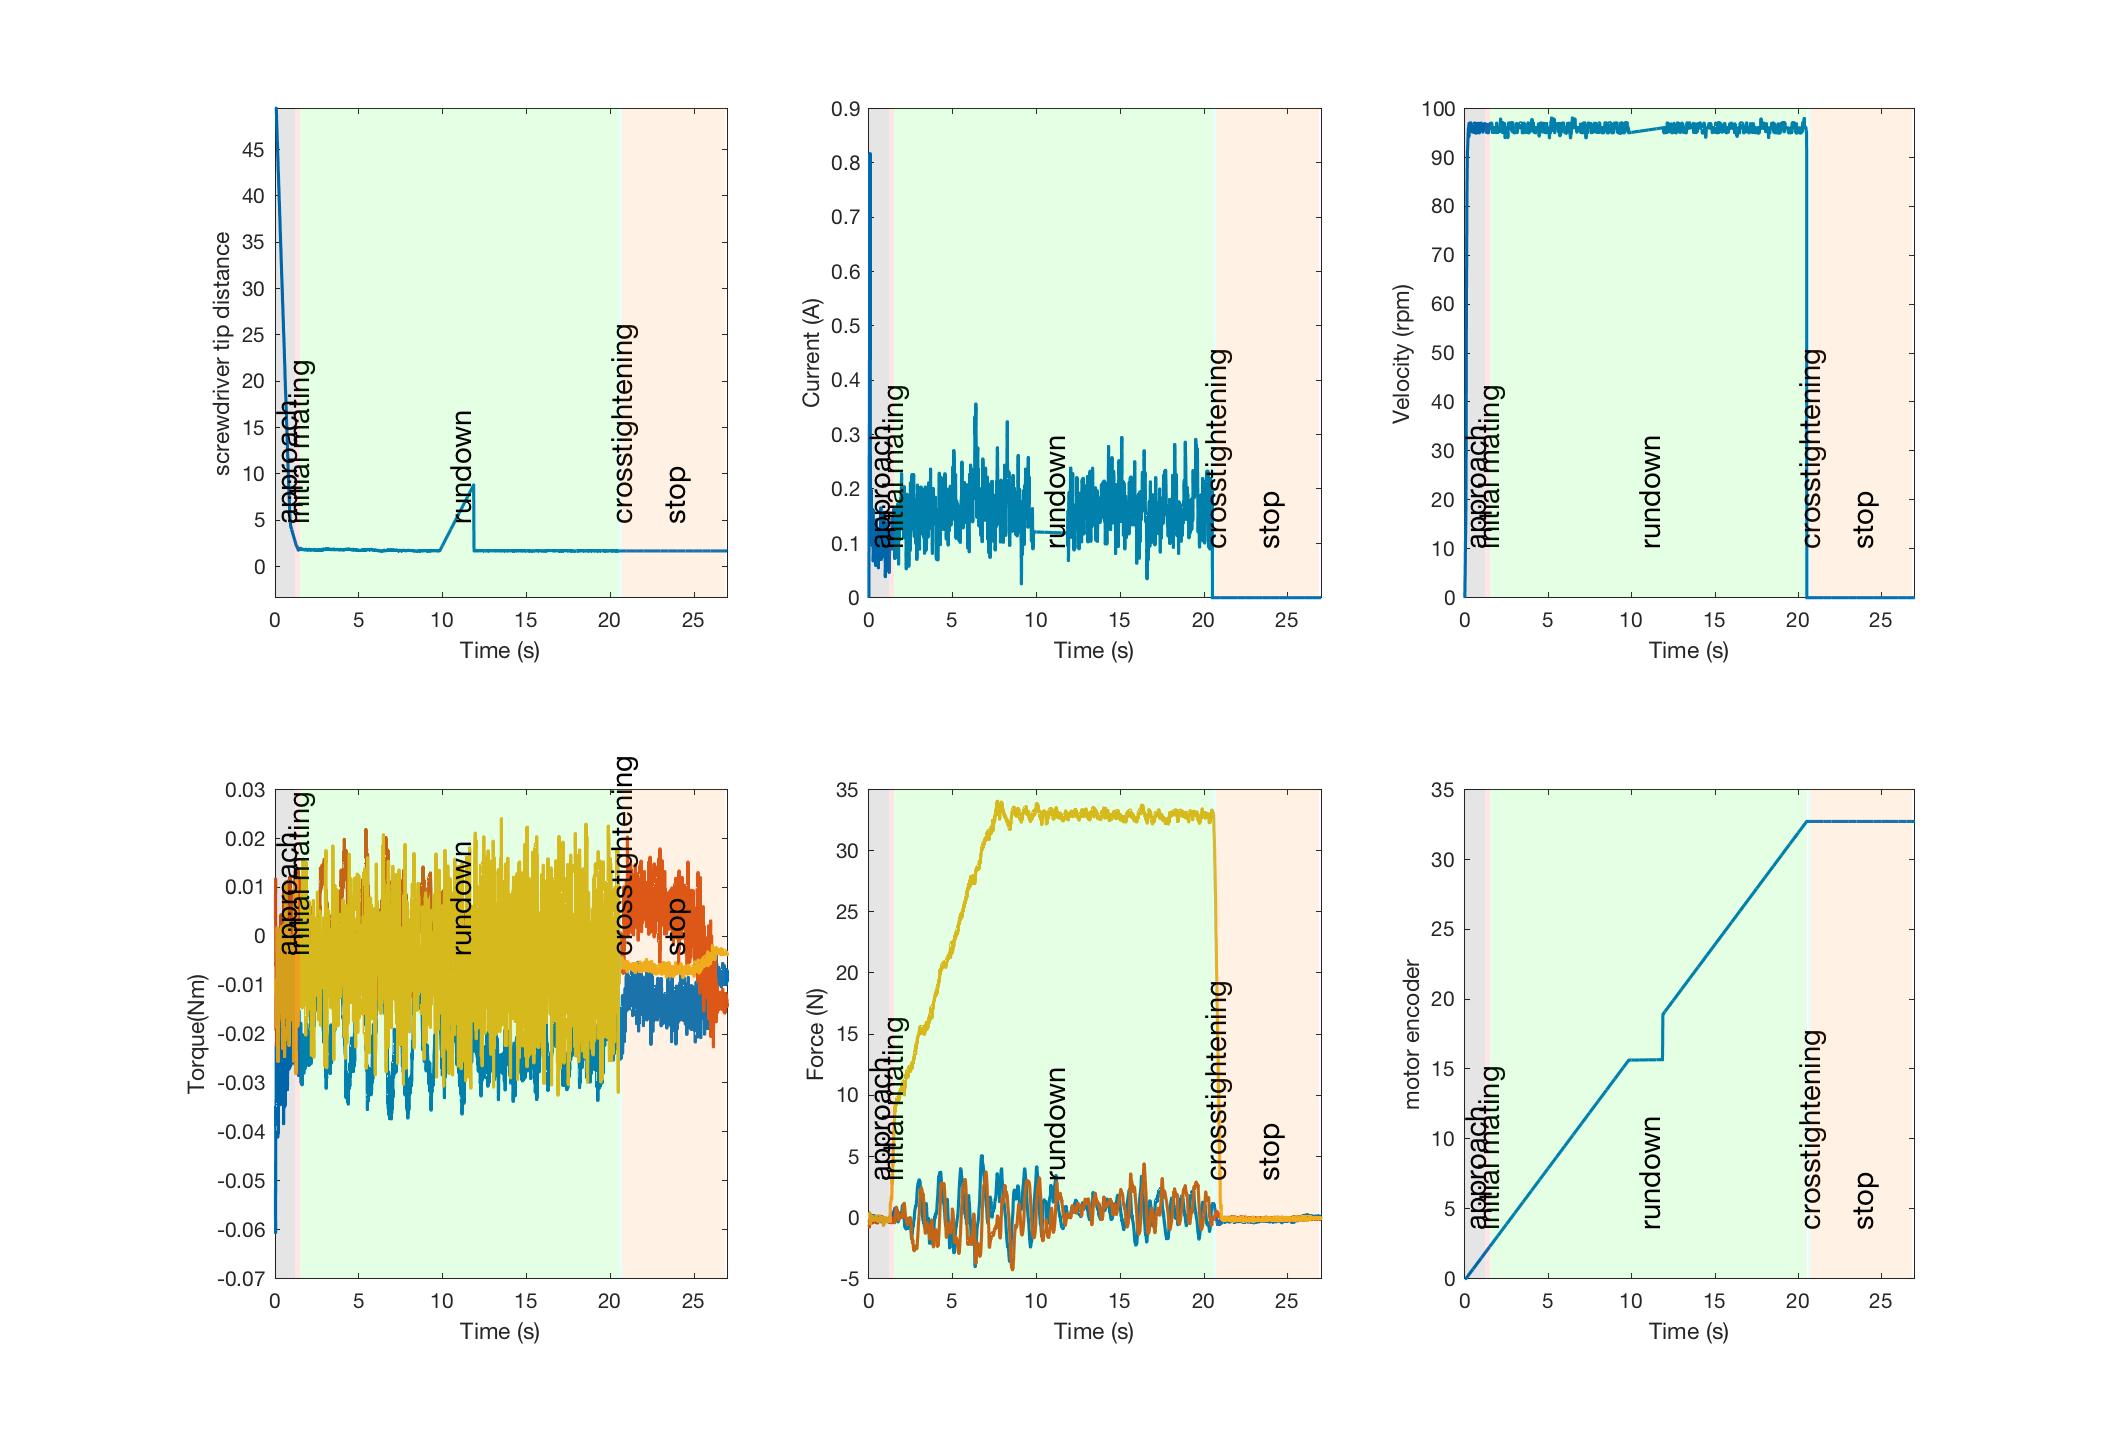 screwdriver tip distance
45
40
35
30
25
20
15
10
5
0
approach
initial mating
rundown
crosstightening
stop
0 5 10 15 20 25
Time (s)
Current (A)
0.9
0.8
0.7
0.6
0.5
0.4
0.3
0.2
0.1
0
approach
initial mating
rundown
crosstightening
stop
0 5 10 15 20 25
Time (s)
Velocity (rpm)
100
90
80
70
60
50
40
30
20
10
0
approach
initial mating
rundown
crosstightening
stop
0 5 10 15 20 25
Time (s)
Torque(Nm)
0.03
0.02
0.01
0
-0.01
-0.02
-0.03
-0.04
-0.05
-0.06
-0.07
approach
initial mating
rundown
crosstightening
stop
0 5 10 15 20 25
Time (s)
Force (N)
35
30
25
20
15
10
5
0
-5
approach
initial mating
rundown
crosstightening
stop
0 5 10 15 20 25
Time (s)
motor encoder
35
30
25
20
15
10
5
0
approach
initial mating
rundown
crosstightening
stop
0 5 10 15 20 25
Time (s)